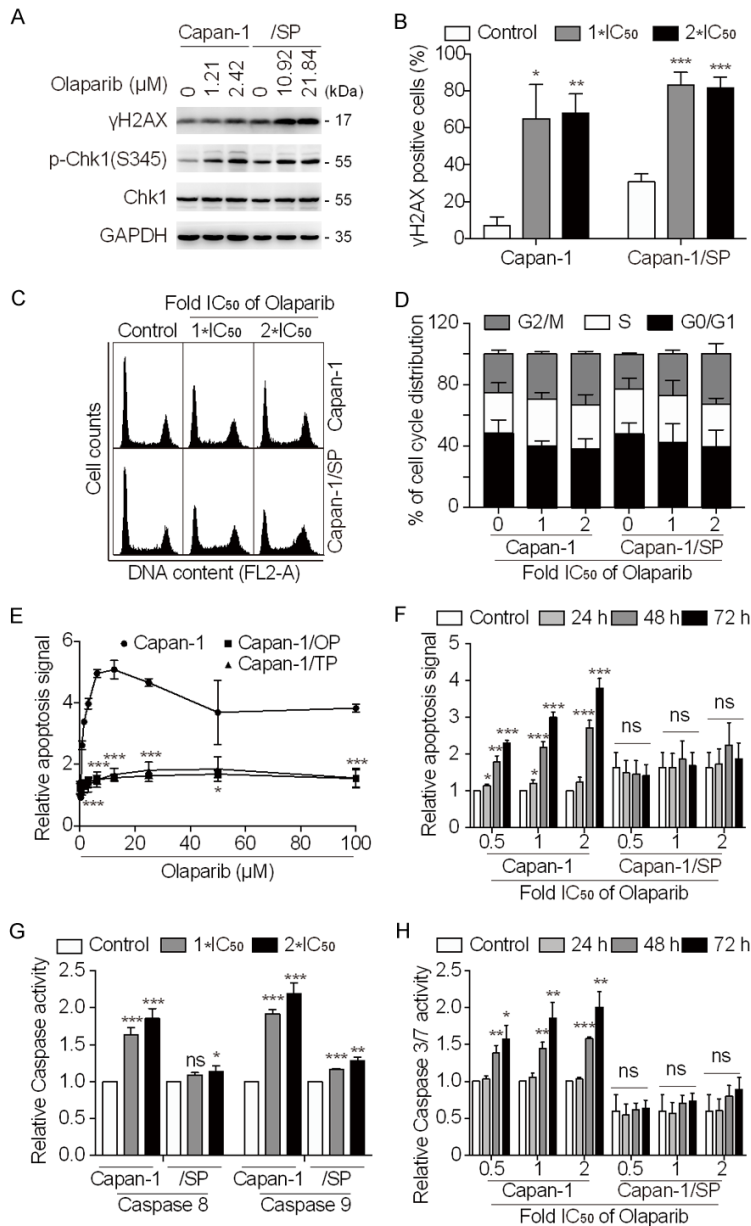 A
Capan-1 /SP
Olaparib (µM) 0 1.21 2.42 0 10.92 21.84 (kDa)
γH2AX - 17
p-Chk1(S345) - 55
Chk1 - 55
GAPDH - 35
B
Control 1*IC50 2*IC50
γH2AX positive cells (%)
100
80
60
40
20
0
* ** *** ***
Capan-1 Capan-1/SP
C
Fold IC50 of Olaparib
Control 1*IC50 2*IC50
Cell counts
Capan-1
Capan-1/SP
DNA content (FL2-A)
D
G2/M S G0/G1
% of cell cycle distribution
120
80
40
0
0 1 2 0 1 2
Capan-1 Capan-1/SP
Fold IC50 of Olaparib
E
Capan-1 Capan-1/OP
Capan-1/TP
Relative apoptosis signal
6
4
2
0
*** *** *** *** * ***
0 20 40 60 80 100
Olaparib (µM)
F
Control 24 h 48 h 72 h
Relative apoptosis signal
5
4
3
2
1
0
* ** *** * *** *** *** *** ns ns ns
0.5 1 2 0.5 1 2
Capan-1 Capan-1/SP
Fold IC50 of Olaparib
G
Control 1*IC50 2*IC50
Relative Caspase activity
2.5
2.0
1.5
1.0
0.5
0.0
*** *** ns * *** *** *** **
Capan-1 /SP Capan-1 /SP
Caspase 8 Caspase 9
H
Control 24 h 48 h 72 h
Relative Caspase 3/7 activity
2.5
2.0
1.5
1.0
0.5
0.0
** * ** ** *** ** ns ns ns
0.5 1 2 0.5 1 2
Capan-1 Capan-1/SP
Fold IC50 of Olaparib